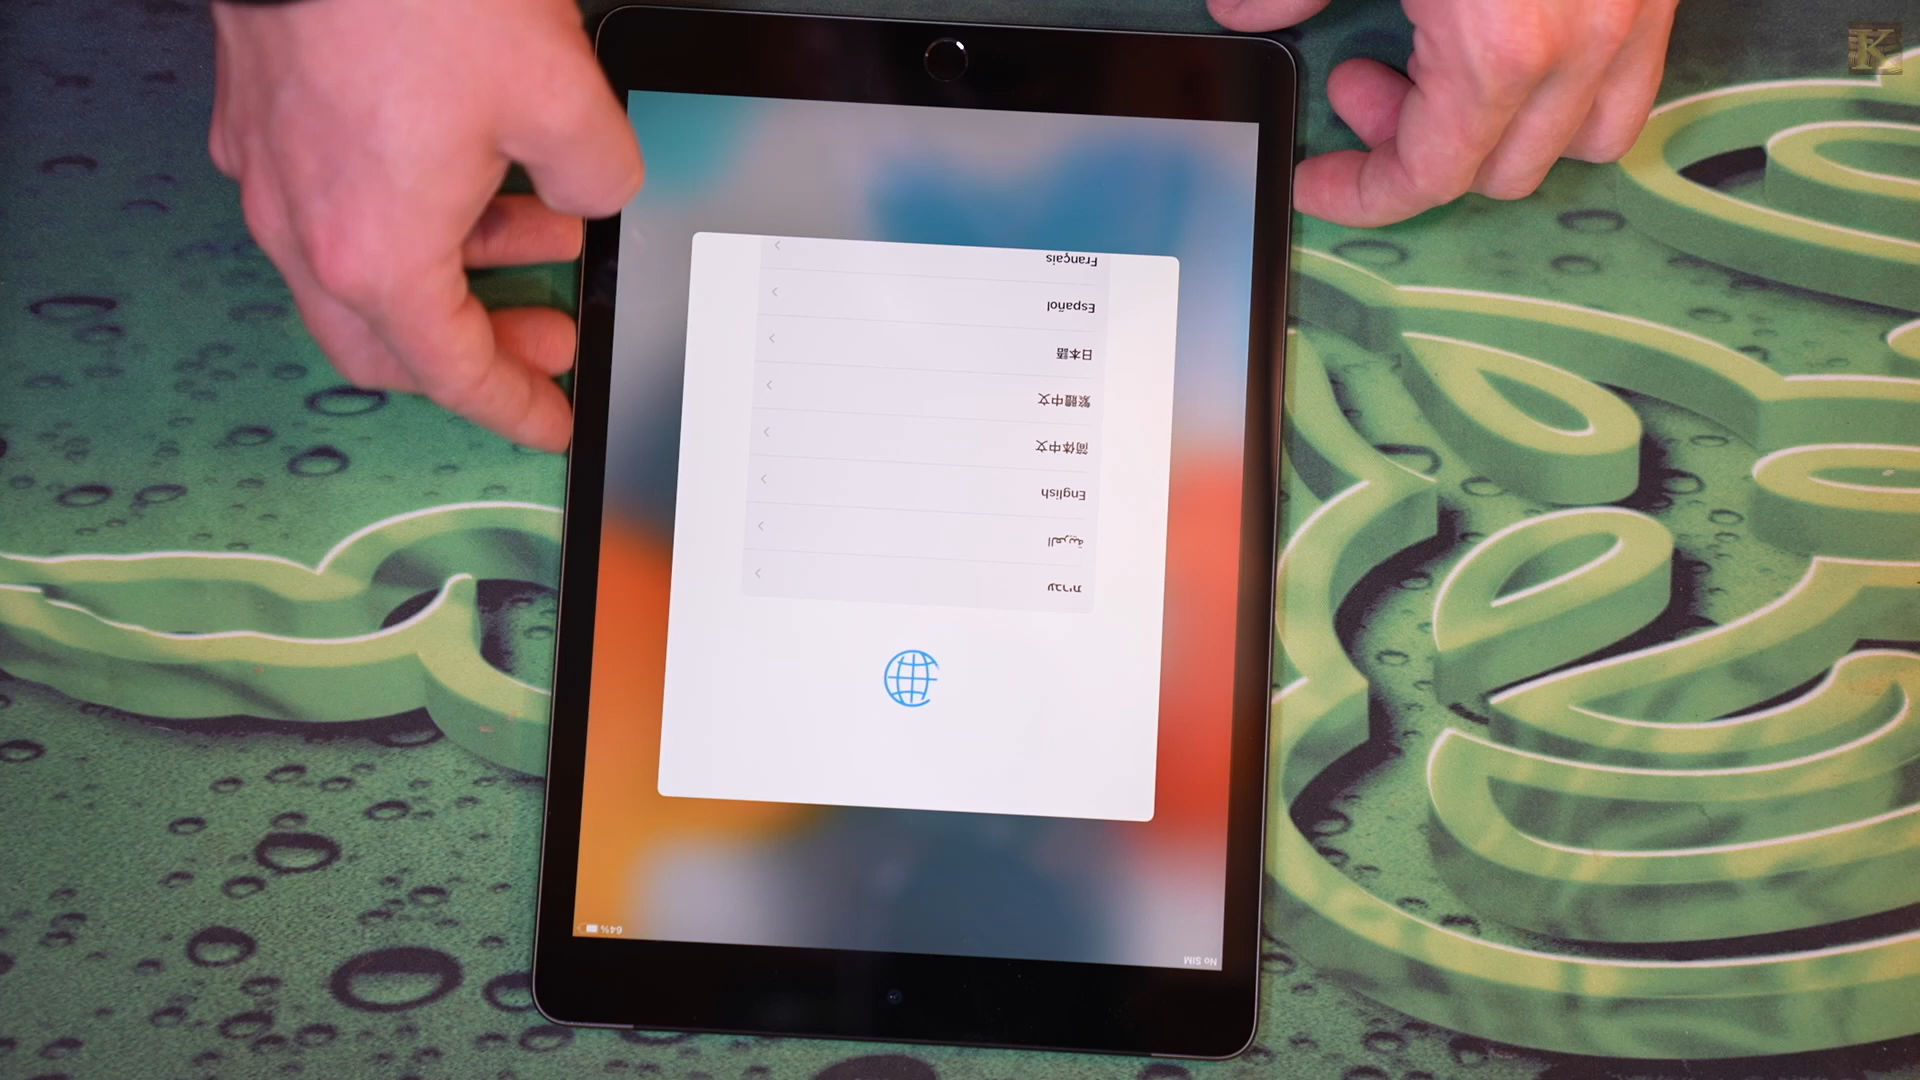 No SIM
64%
עברית
العربية
English
简体中文
繁體中文
日本語
Español
Français
K